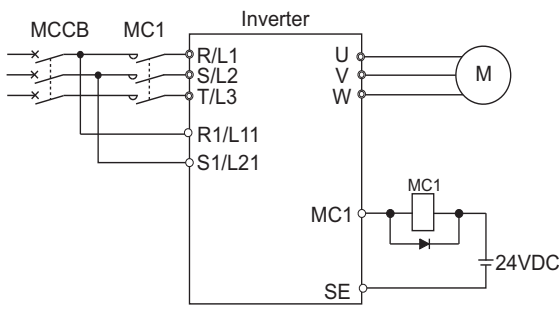 Inverter
MCCB MC1
R/L1 U
S/L2 V M
T/L3 W
R1/L11
S1/L21
MC1
MC1
24VDC
SE